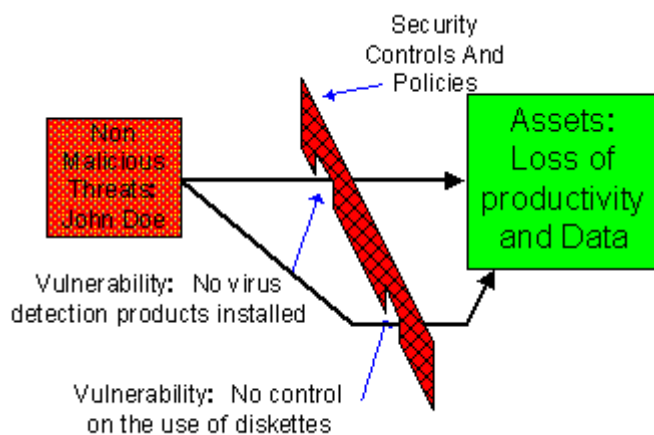 Security
Controls And
Policies
Non
Malicious
Threats:
John Doe
Assets:
Loss of
productivity
and Data
Vulnerability: No virus
detection products installed
Vulnerability: No control
on the use of diskettes